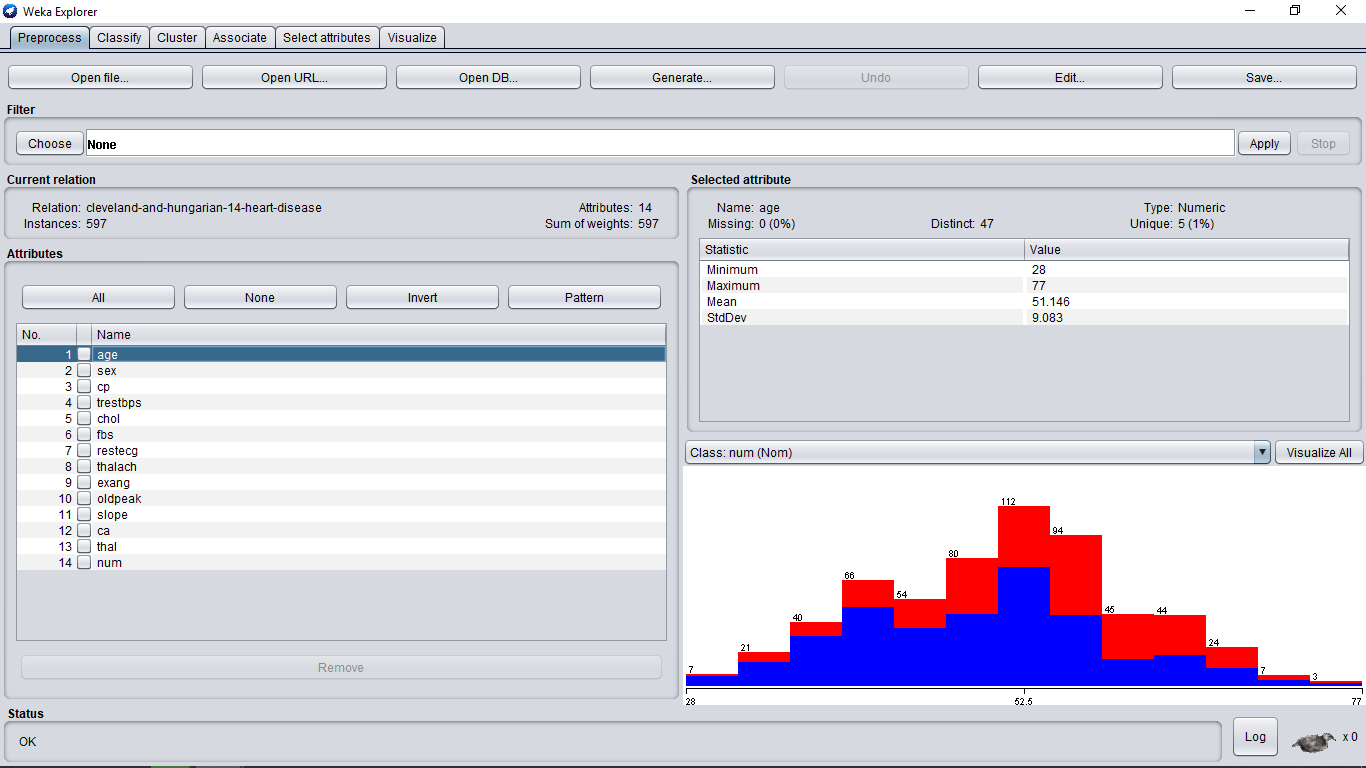 Weka Explorer
Preprocess Classify Cluster Associate Select attributes Visualize
Open file... Open URL... Open DB... Generate... Undo Edit... Save...
Filter
Choose None Apply Stop
Current relation
Relation: cleveland-and-hungarian-14-heart-disease Attributes: 14
Instances: 597 Sum of weights: 597
Attributes
All None Invert Pattern
No. Name
1 age
2 sex
3 cp
4 trestbps
5 chol
6 fbs
7 restecg
8 thalach
9 exang
10 oldpeak
11 slope
12 ca
13 thal
14 num
Remove
Selected attribute
Name: age Type: Numeric
Missing: 0 (0%) Distinct: 47 Unique: 5 (1%)
Statistic Value
Minimum 28
Maximum 77
Mean 51.146
StdDev 9.083
Class: num (Nom) Visualize All
7 21 40 66 54 80 112 94 45 44 24 7 3
28 52.5 77
Status
OK Log x 0